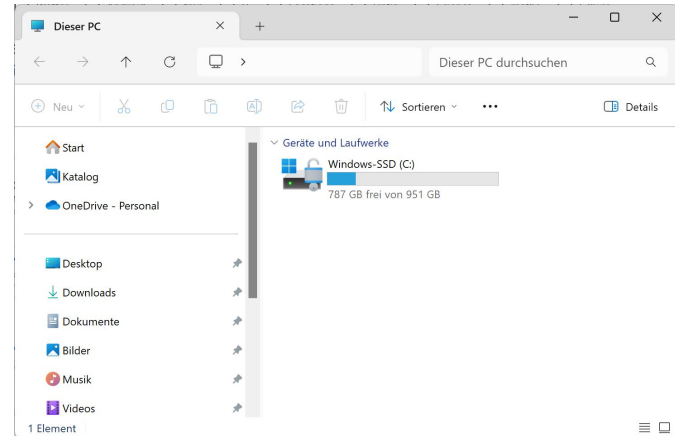 Dieser PC
Dieser PC durchsuchen
Neu
Sortieren
Details
Start
Katalog
OneDrive - Personal
Desktop
Downloads
Dokumente
Bilder
Musik
Videos
Geräte und Laufwerke
Windows-SSD (C:)
787 GB frei von 951 GB
1 Element